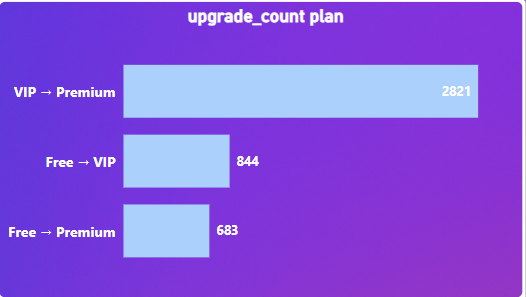 upgrade_count plan
VIP → Premium 2821
Free → VIP 844
Free → Premium 683